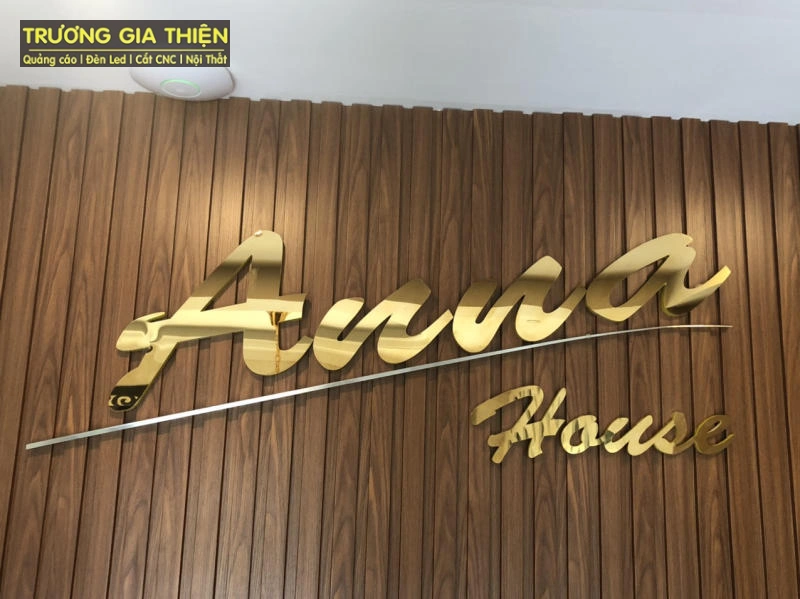 TRƯƠNG GIA THIỆN
Quảng cáo | Đèn Led | Cắt CNC | Nội Thất
Anna
House